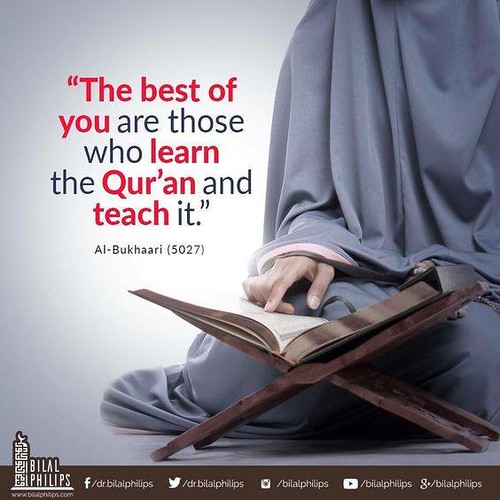 “The best of
you are those
who learn
the Qur’an and
teach it.”
Al-Bukhaari (5027)
BILAL
PHILIPS
www.bilalphilips.com
/dr.bilalphilips
/dr.bilalphilips
/bilalphilips
/bilalphilips
/bilalphilips